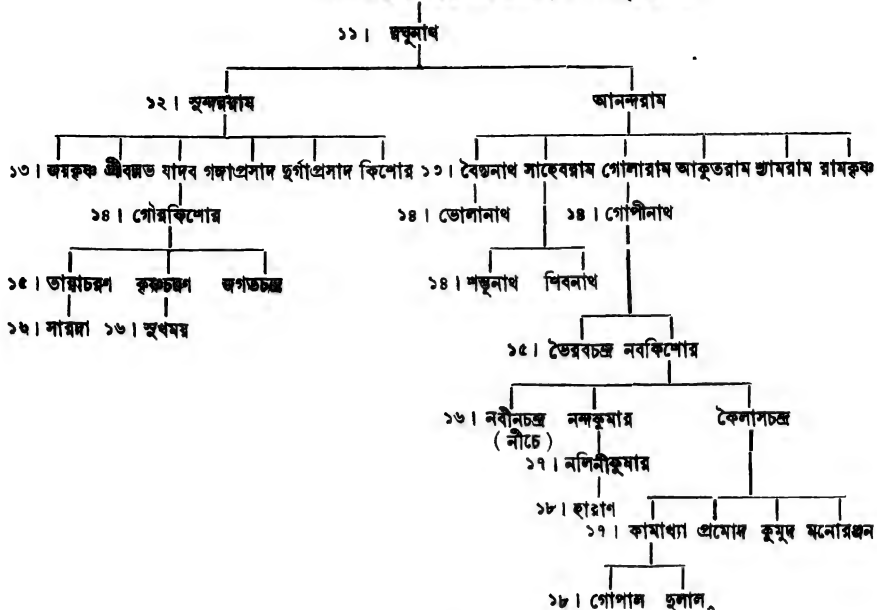 ১১। রঘুনাথ
১২। সুন্দররাম আনন্দরাম
১৩। জয়কৃষ্ণ শ্রীবল্লভ যাদব গঙ্গাপ্রসাদ দুর্গাপ্রসাদ কিশোর ১৩। বৈদ্যনাথ সাহেবরাম গোলারাম আকুতরাম শ্যামরাম রামকৃষ্ণ
১৪। গৌরকিশোর ১৪। ভোলানাথ ১৪। গোপীনাথ
১৫। তারাচরণ কৃষ্ণচরণ জগতচন্দ্র ১৪। শম্ভুনাথ শিবনাথ
১৬। সারদা ১৬। সুখময়
১৫। ভৈরবচন্দ্র নবকিশোর
১৬। নবীনচন্দ্র নন্দকুমার কৈলাসচন্দ্র
( নীচে )
১৭। নলিনীকুমার
১৮। হারাণ
১৭। কামাখ্যা প্রমোদ কুমুদ মনোরঞ্জন
১৮। গোপাল দুলাল